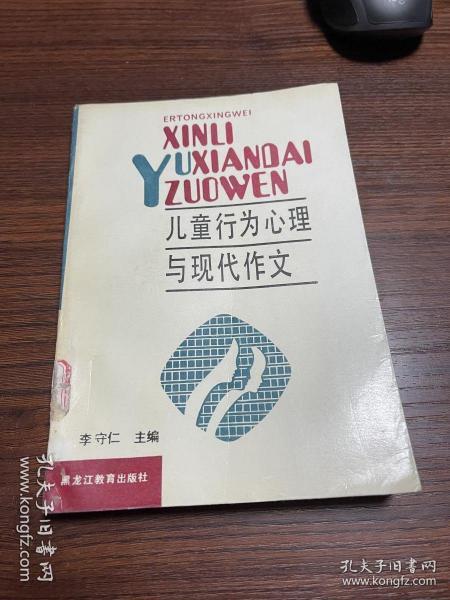 ERTONGXINGWEI
XINLI
YUXIANDAI
ZUOWEN
儿童行为心理
与现代作文
李守仁 主编
黑龙江教育出版社
孔夫子旧书网
www.kongfz.com
孔夫子旧书网
www.kongfz.com